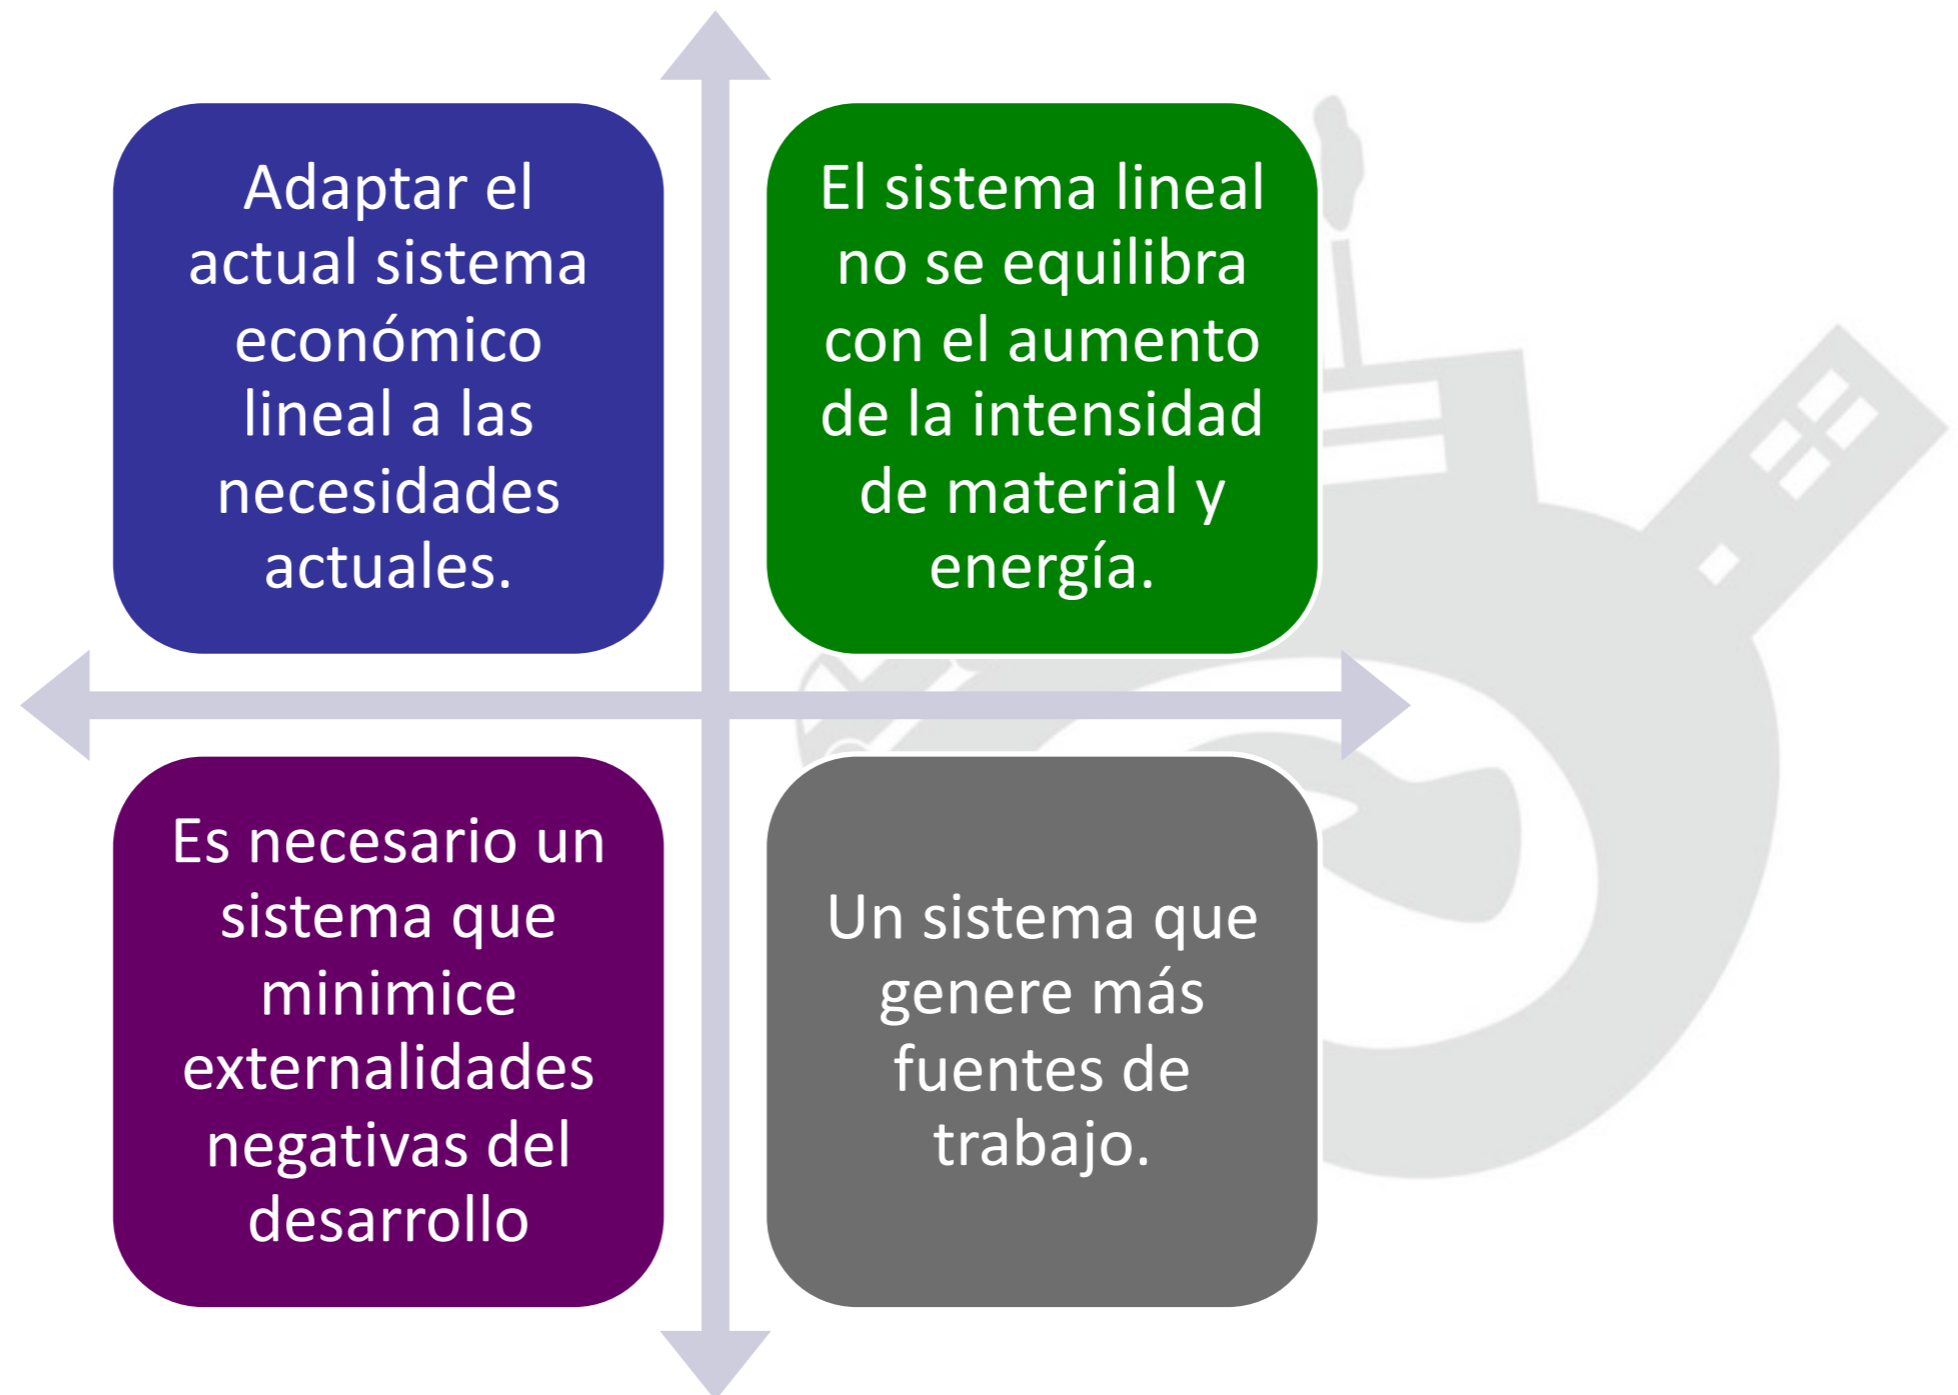 Adaptar el
actual sistema
económico
lineal a las
necesidades
actuales.
El sistema lineal
no se equilibra
con el aumento
de la intensidad
de material y
energía.
Es necesario un
sistema que
minimice
externalidades
negativas del
desarrollo
Un sistema que
genere más
fuentes de
trabajo.